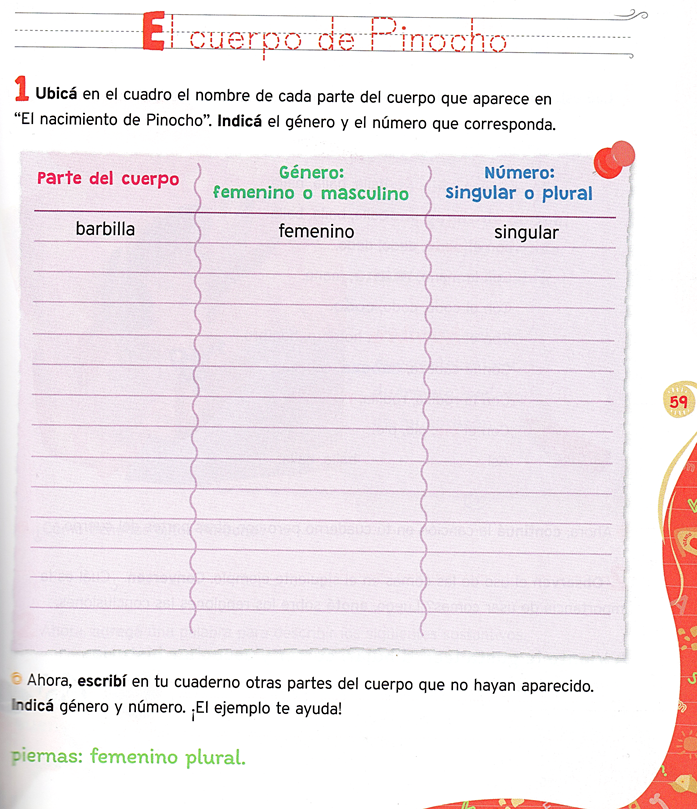 El cuerpo de Pinocho
1 Ubicá en el cuadro el nombre de cada parte del cuerpo que aparece en
“El nacimiento de Pinocho”. Indicá el género y el número que corresponda.
Parte del cuerpo
Género:
femenino o masculino
Número:
Singular o plural
barbilla
femenino
singular
59
Ahora, escribí en tu cuaderno otras partes del cuerpo que no hayan aparecido.
Indicá género y número. ¡El ejemplo te ayuda!
piernas: femenino plural.